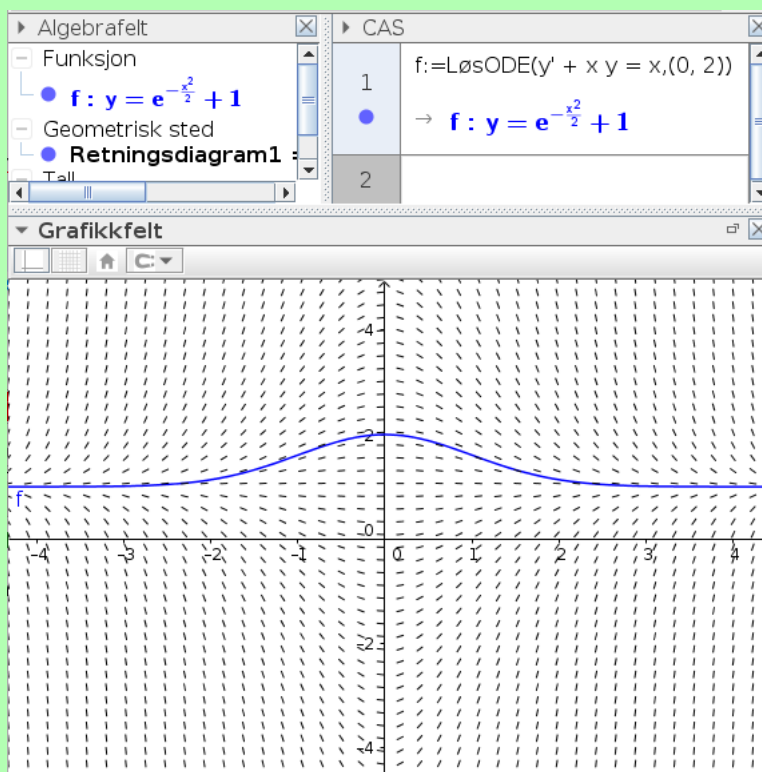 Algebrafelt
Funksjon
f : y = e^(-x²/2) + 1
Geometrisk sted
Retningsdiagram1 =
Tall
CAS
1
f:=LøsODE(y' + x y = x,(0, 2))
→ f : y = e^(-x²/2) + 1
2
Grafikkfelt
4
2
f
0
-4 -3 -2 -1 0 1 2 3 4
-2
-4